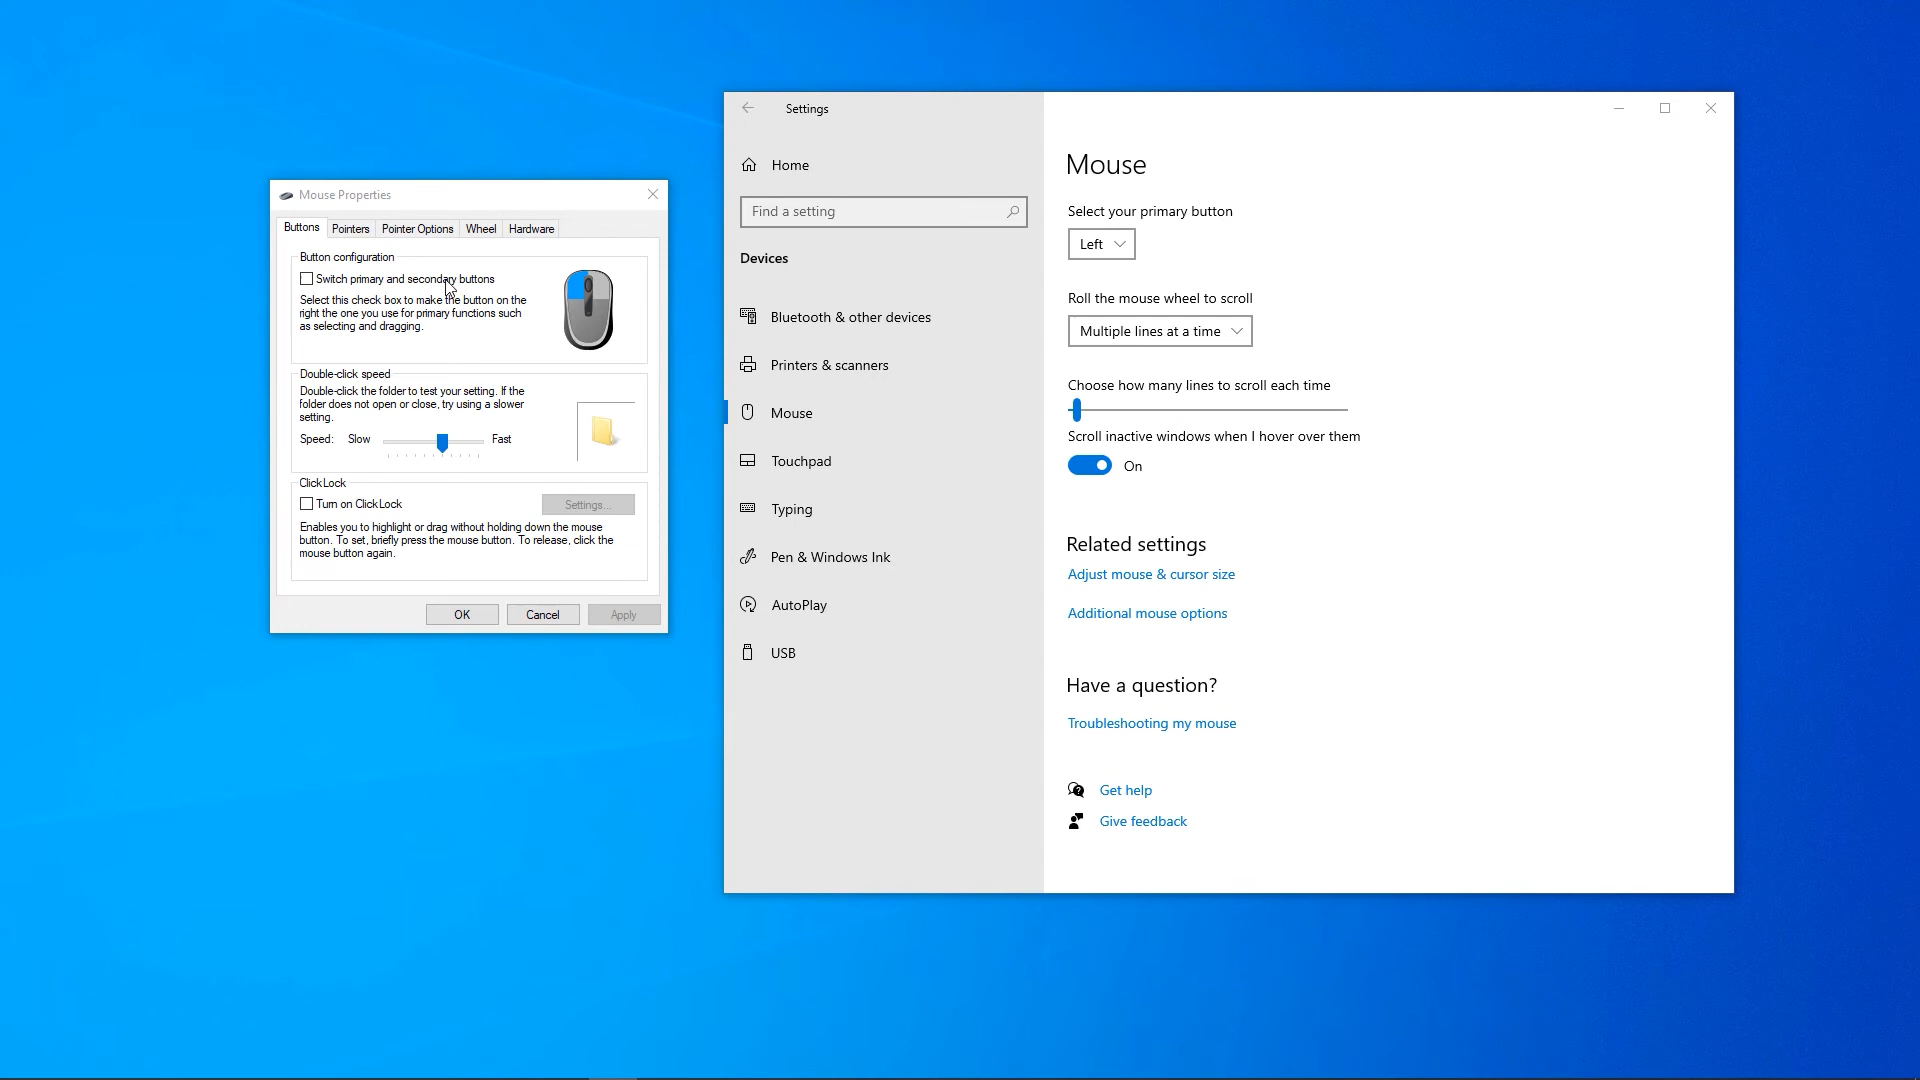 Mouse Properties
Buttons
Pointers
Pointer Options
Wheel
Hardware
Button configuration
Switch primary and secondary buttons
Select this check box to make the button on the
right the one you use for primary functions such
as selecting and dragging.
Double-click speed
Double-click the folder to test your setting. If the
folder does not open or close, try using a slower
setting.
Speed: Slow Fast
ClickLock
Turn on ClickLock
Settings...
Enables you to highlight or drag without holding down the mouse
button. To set, briefly press the mouse button. To release, click the
mouse button again.
OK
Cancel
Apply
Settings
Home
Find a setting
Devices
Bluetooth & other devices
Printers & scanners
Mouse
Touchpad
Typing
Pen & Windows Ink
AutoPlay
USB
Mouse
Select your primary button
Left
Roll the mouse wheel to scroll
Multiple lines at a time
Choose how many lines to scroll each time
Scroll inactive windows when I hover over them
On
Related settings
Adjust mouse & cursor size
Additional mouse options
Have a question?
Troubleshooting my mouse
Get help
Give feedback